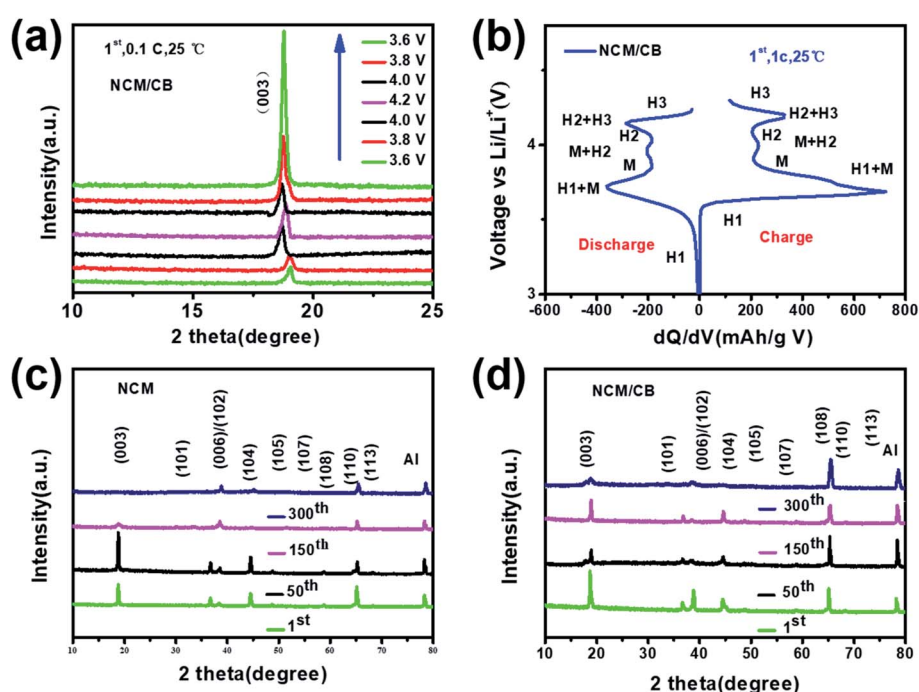 (a)
1st,0.1 C,25 ℃
NCM/CB
(003)
3.6 V
3.8 V
4.0 V
4.2 V
4.0 V
3.8 V
3.6 V
Intensity(a.u.)
10 15 20 25
2 theta(degree)
(b)
NCM/CB
1st,1c,25℃
H3
H3
H2+H3
H2+H3
H2
H2
M+H2
M+H2
M
M
H1+M
H1+M
H1
H1
Discharge
Charge
Voltage vs Li/Li+(V)
5
4
3
-600 -400 -200 0 200 400 600 800
dQ/dV(mAh/g V)
(c)
NCM
(003)
(101)
(006)/(102)
(104)
(105)
(107)
(108)
(110)
(113)
Al
300th
150th
50th
1st
Intensity(a.u.)
10 20 30 40 50 60 70 80
2 theta(degree)
(d)
NCM/CB
(003)
(101)
(006)/(102)
(104)
(105)
(107)
(108)
(110)
(113)
Al
300th
150th
50th
1st
Intensity(a.u.)
10 20 30 40 50 60 70 80
2 theta(degree)